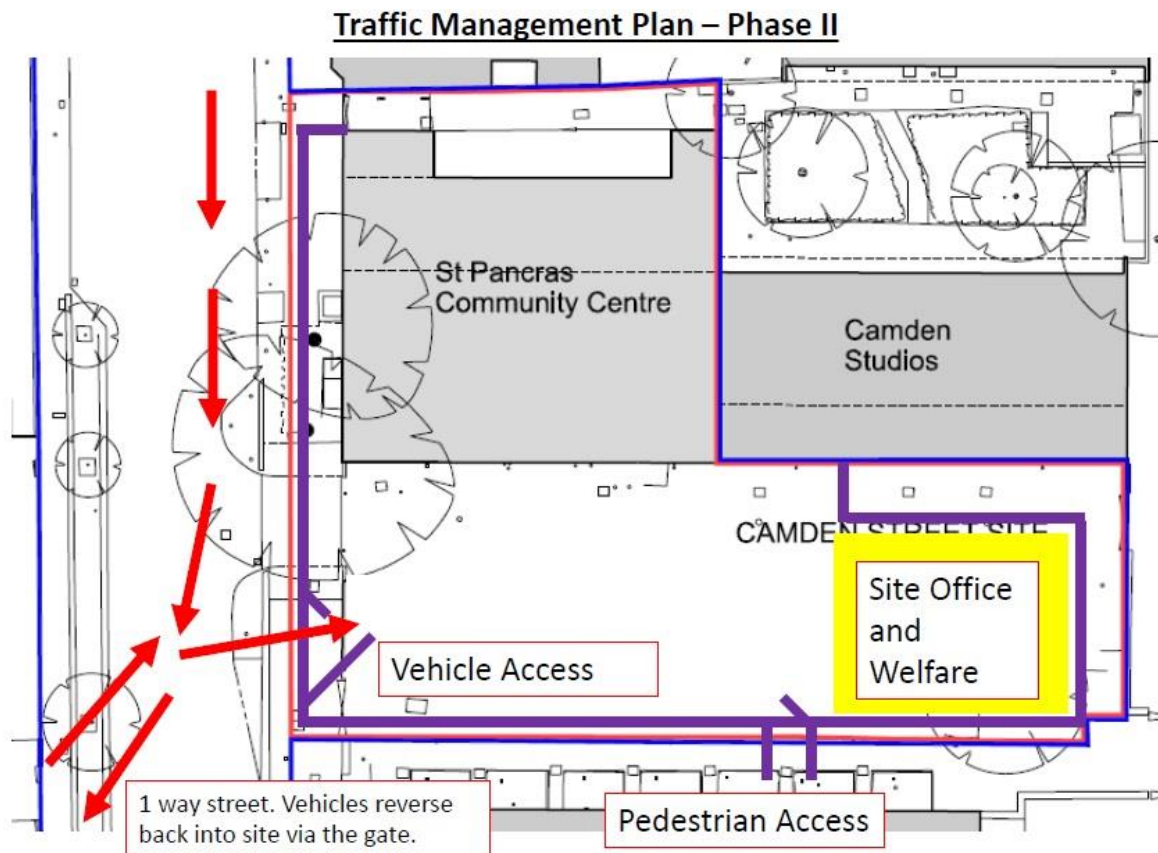 Traffic Management Plan – Phase II
St Pancras
Community Centre
Camden
Studios
CAMDEN STREET SITE
Site Office
and
Welfare
Vehicle Access
1 way street. Vehicles reverse
back into site via the gate.
Pedestrian Access